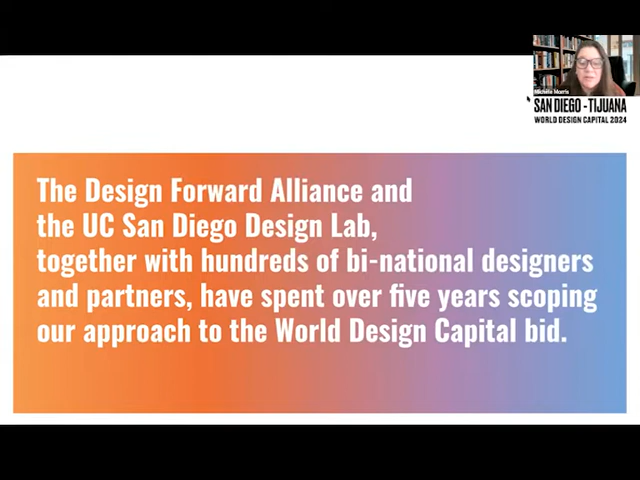 Michèle Morris
SAN DIEGO - TIJUANA
WORLD DESIGN CAPITAL 2024
The Design Forward Alliance and
the UC San Diego Design Lab,
together with hundreds of bi-national designers
and partners, have spent over five years scoping
our approach to the World Design Capital bid.